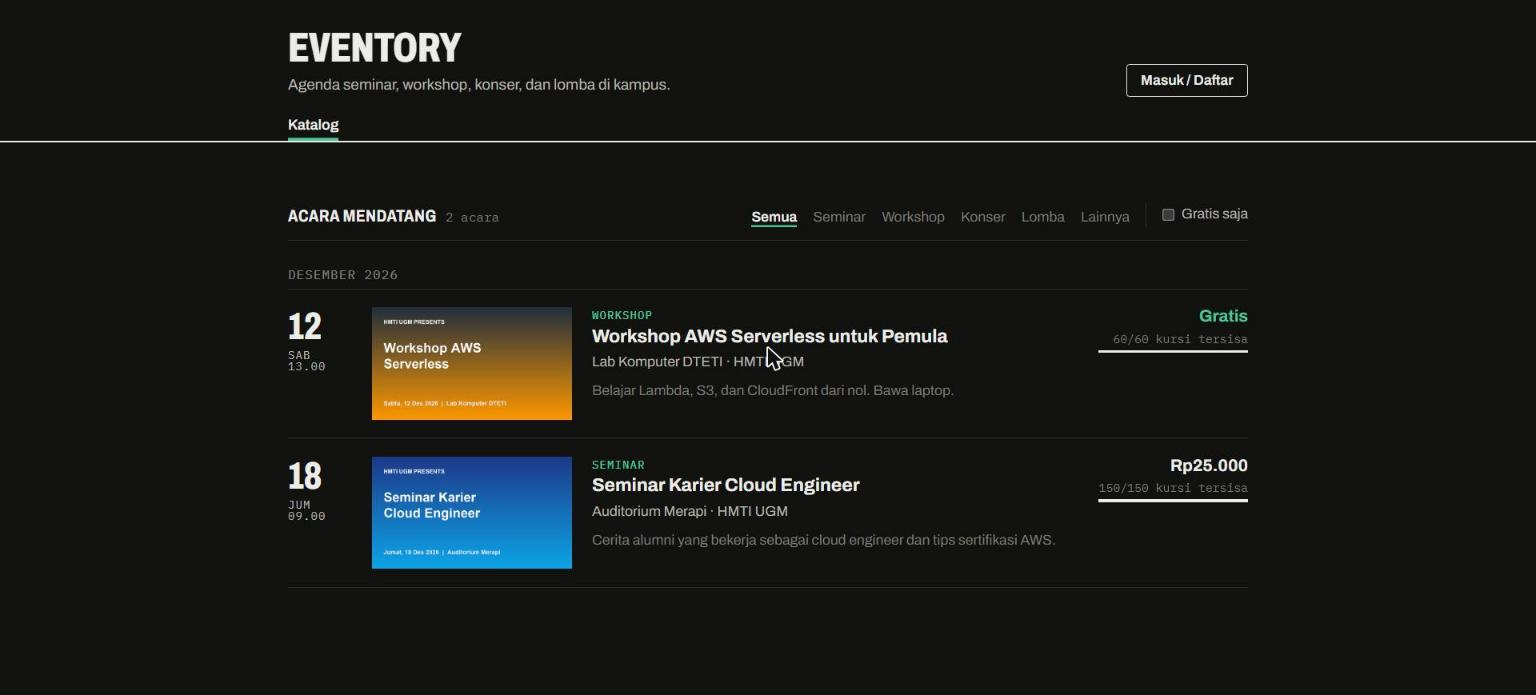 EVENTORY
Agenda seminar, workshop, konser, dan lomba di kampus.
Masuk / Daftar
Katalog
ACARA MENDATANG 2 acara
Semua Seminar Workshop Konser Lomba Lainnya Gratis saja
DESEMBER 2026
12
SAB
13.00
HMTI UGM PRESENTS
Workshop AWS
Serverless
Sabtu, 12 Des 2026 | Lab Komputer DTETI
WORKSHOP
Workshop AWS Serverless untuk Pemula
Lab Komputer DTETI · HMTI UGM
Belajar Lambda, S3, dan CloudFront dari nol. Bawa laptop.
Gratis
60/60 kursi tersisa
18
JUM
09.00
HMTI UGM PRESENTS
Seminar Karier
Cloud Engineer
Jumat, 18 Des 2026 | Auditorium Merapi
SEMINAR
Seminar Karier Cloud Engineer
Auditorium Merapi · HMTI UGM
Cerita alumni yang bekerja sebagai cloud engineer dan tips sertifikasi AWS.
Rp25.000
150/150 kursi tersisa